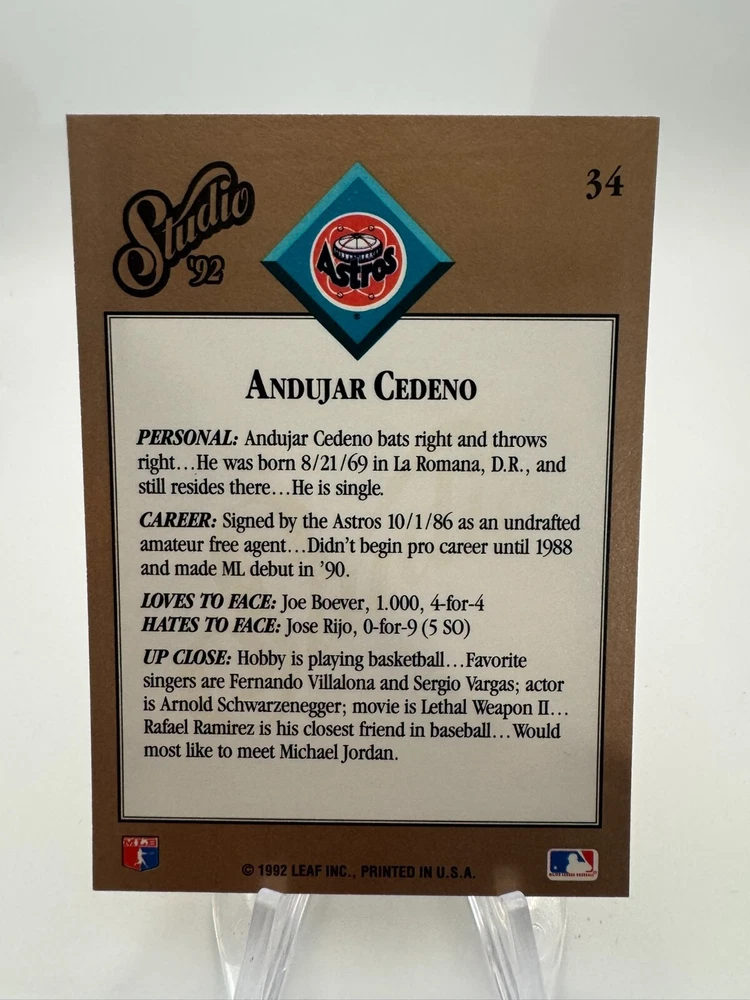 Studio
'92
34
Astros
ANDUJAR CEDENO
PERSONAL: Andujar Cedeno bats right and throws
right...He was born 8/21/69 in La Romana, D.R., and
still resides there...He is single.
CAREER: Signed by the Astros 10/1/86 as an undrafted
amateur free agent...Didn't begin pro career until 1988
and made ML debut in '90.
LOVES TO FACE: Joe Boever, 1.000, 4-for-4
HATES TO FACE: Jose Rijo, 0-for-9 (5 SO)
UP CLOSE: Hobby is playing basketball...Favorite
singers are Fernando Villalona and Sergio Vargas; actor
is Arnold Schwarzenegger; movie is Lethal Weapon II...
Rafael Ramirez is his closest friend in baseball...Would
most like to meet Michael Jordan.
MLB
© 1992 LEAF INC., PRINTED IN U.S.A.
MAJOR LEAGUE BASEBALL